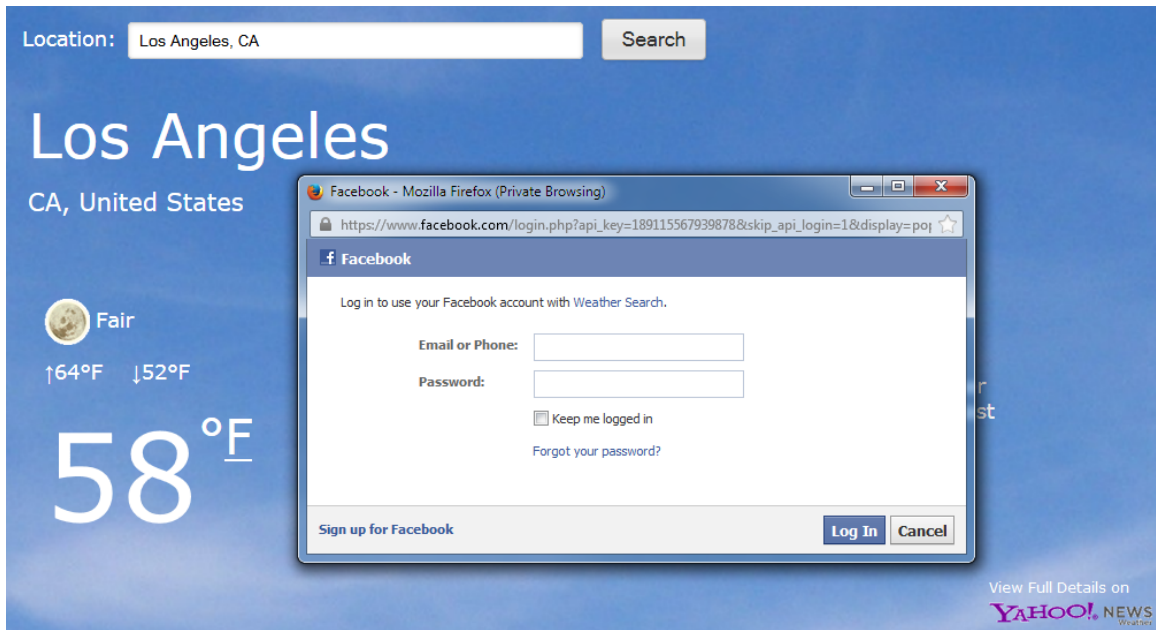 Location: Los Angeles, CA Search
Los Angeles
CA, United States
Fair
↑64°F ↓52°F
58°F
Facebook - Mozilla Firefox (Private Browsing)
https://www.facebook.com/login.php?api_key=189115567939878&skip_api_login=1&display=pop
f Facebook
Log in to use your Facebook account with Weather Search.
Email or Phone:
Password:
Keep me logged in
Forgot your password?
Sign up for Facebook Log In Cancel
r
st
View Full Details on
YAHOO! NEWS
Weather